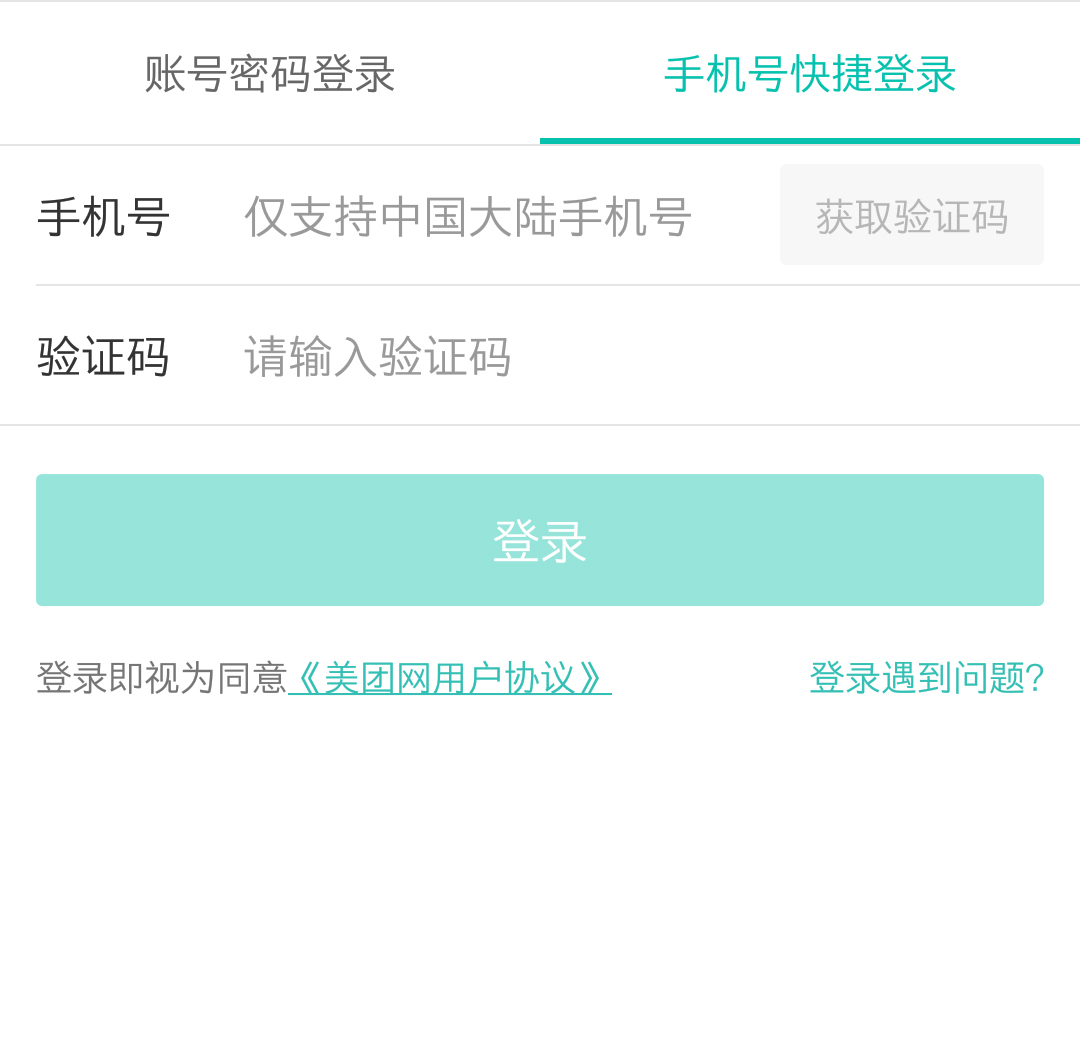 账号密码登录 手机号快捷登录
手机号 仅支持中国大陆手机号 获取验证码
验证码 请输入验证码
登录
登录即视为同意《美团网用户协议》 登录遇到问题?